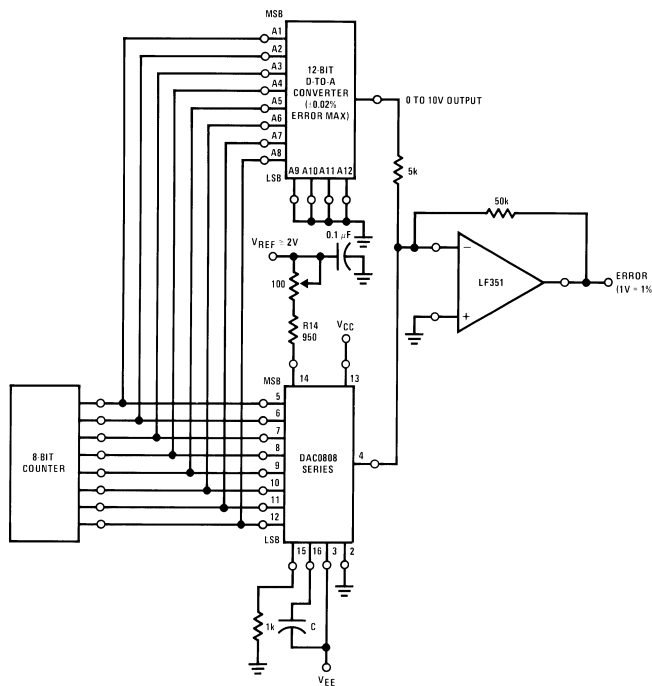 MSB
A1
A2
A3
A4
A5
A6
A7
A8
LSB
12-BIT
D-TO-A
CONVERTER
(±0.02%
ERROR MAX)
A9 A10 A11 A12
0 TO 10V OUTPUT
5k
50k
0.1 µF
VREF ≅ 2V
100
R14
950
VCC
−
+
LF351
ERROR
(1V = 1%
MSB
14
13
5
6
7
8
9
10
11
12
LSB
8-BIT
COUNTER
DAC0808
SERIES
4
15 16 3 2
1k
C
VEE